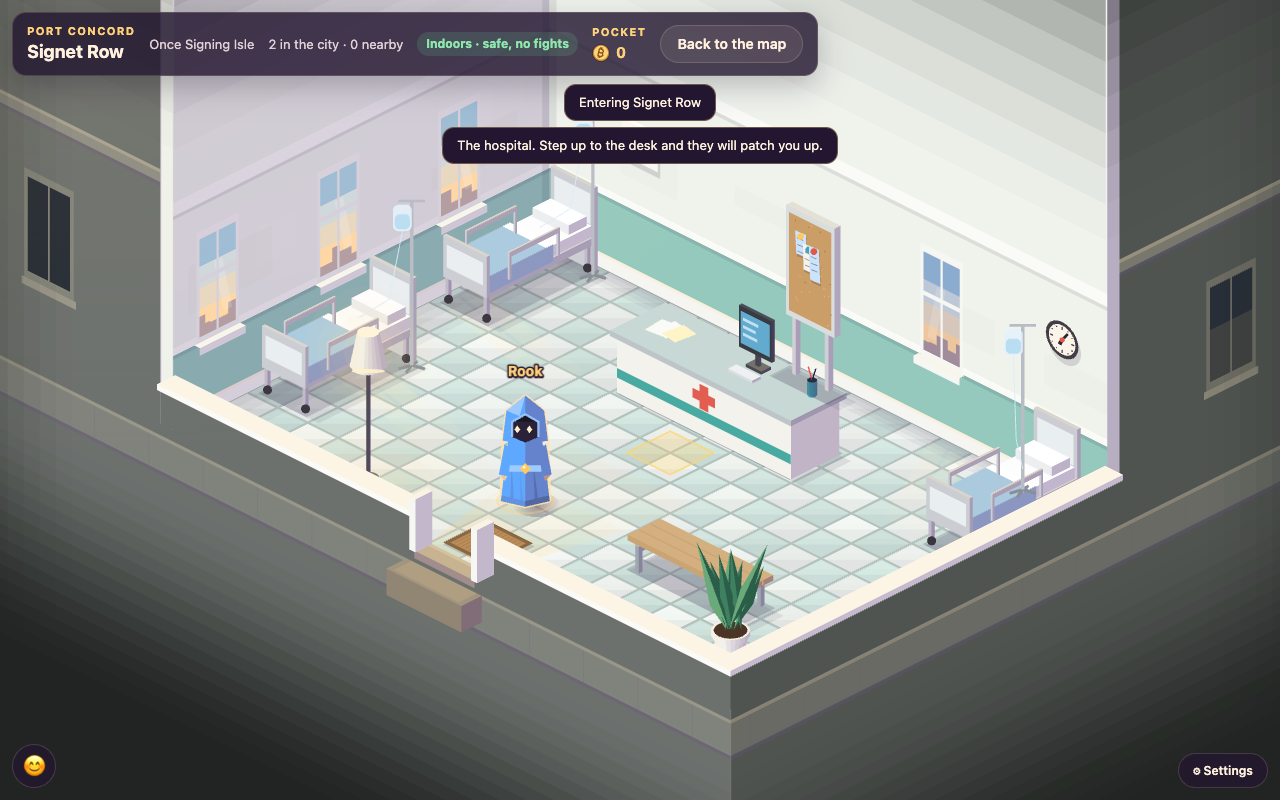 PORT CONCORD
Signet Row
Once Signing Isle
2 in the city · 0 nearby
Indoors · safe, no fights
POCKET
0
Back to the map
Entering Signet Row
The hospital. Step up to the desk and they will patch you up.
Rook
Settings